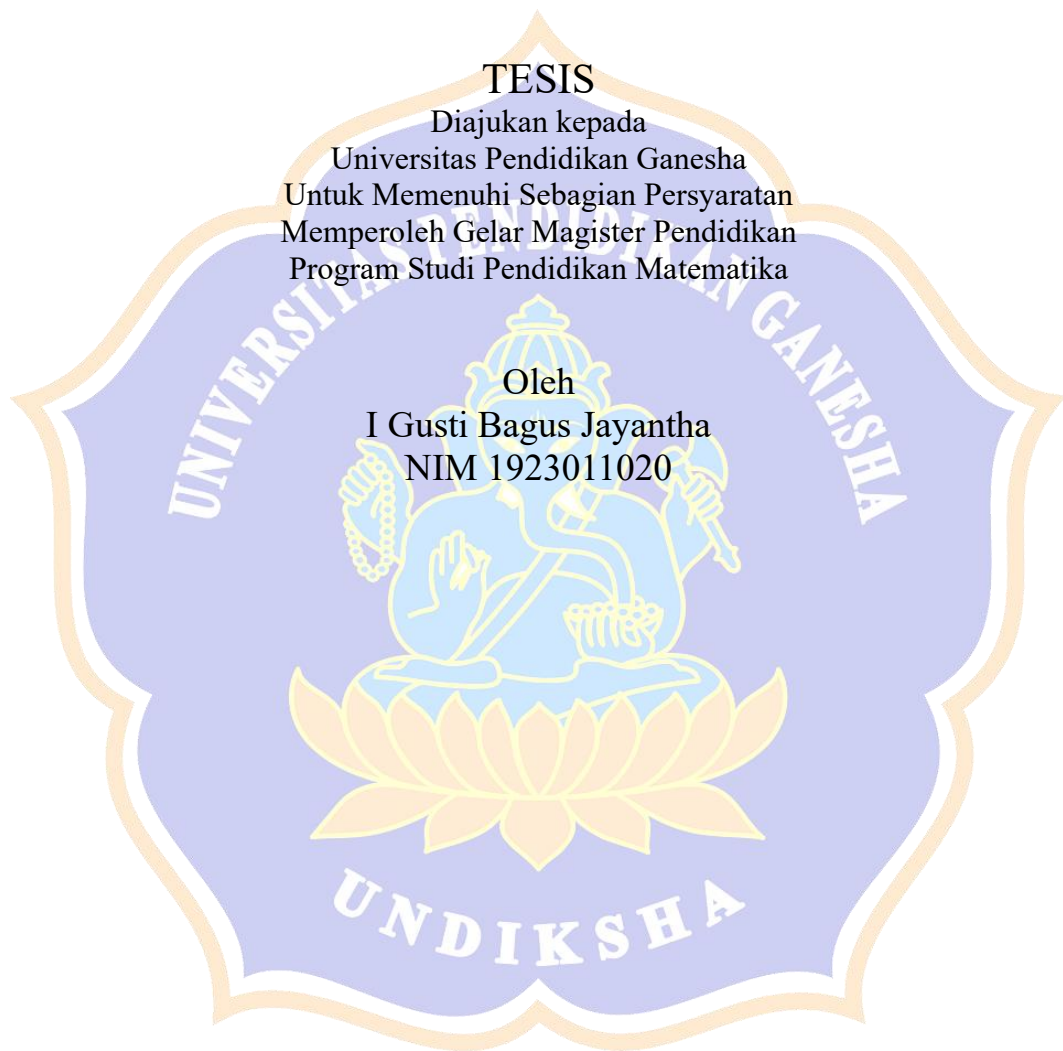 TESIS
Diajukan kepada
Universitas Pendidikan Ganesha
Untuk Memenuhi Sebagian Persyaratan
Memperoleh Gelar Magister Pendidikan
Program Studi Pendidikan Matematika
UNIVERSITAS PENDIDIKAN GANESHA
Oleh
I Gusti Bagus Jayantha
NIM 1923011020
UNDIKSHA